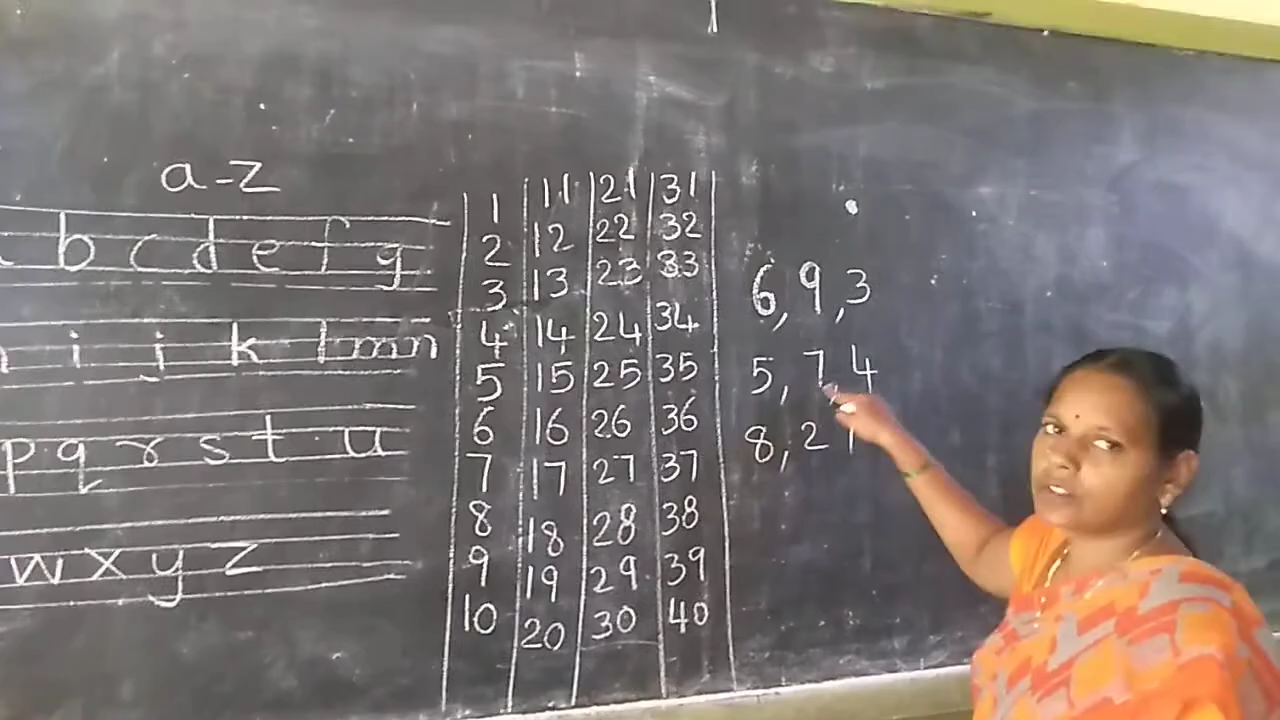 a-z
b c d e f g
i j k l m n
p q r s t u
w x y z
1 11 21 31
2 12 22 32
3 13 23 33
4 14 24 34
5 15 25 35
6 16 26 36
7 17 27 37
8 18 28 38
9 19 29 39
10 20 30 40
6, 9, 3
5, 7, 4
8, 2 1